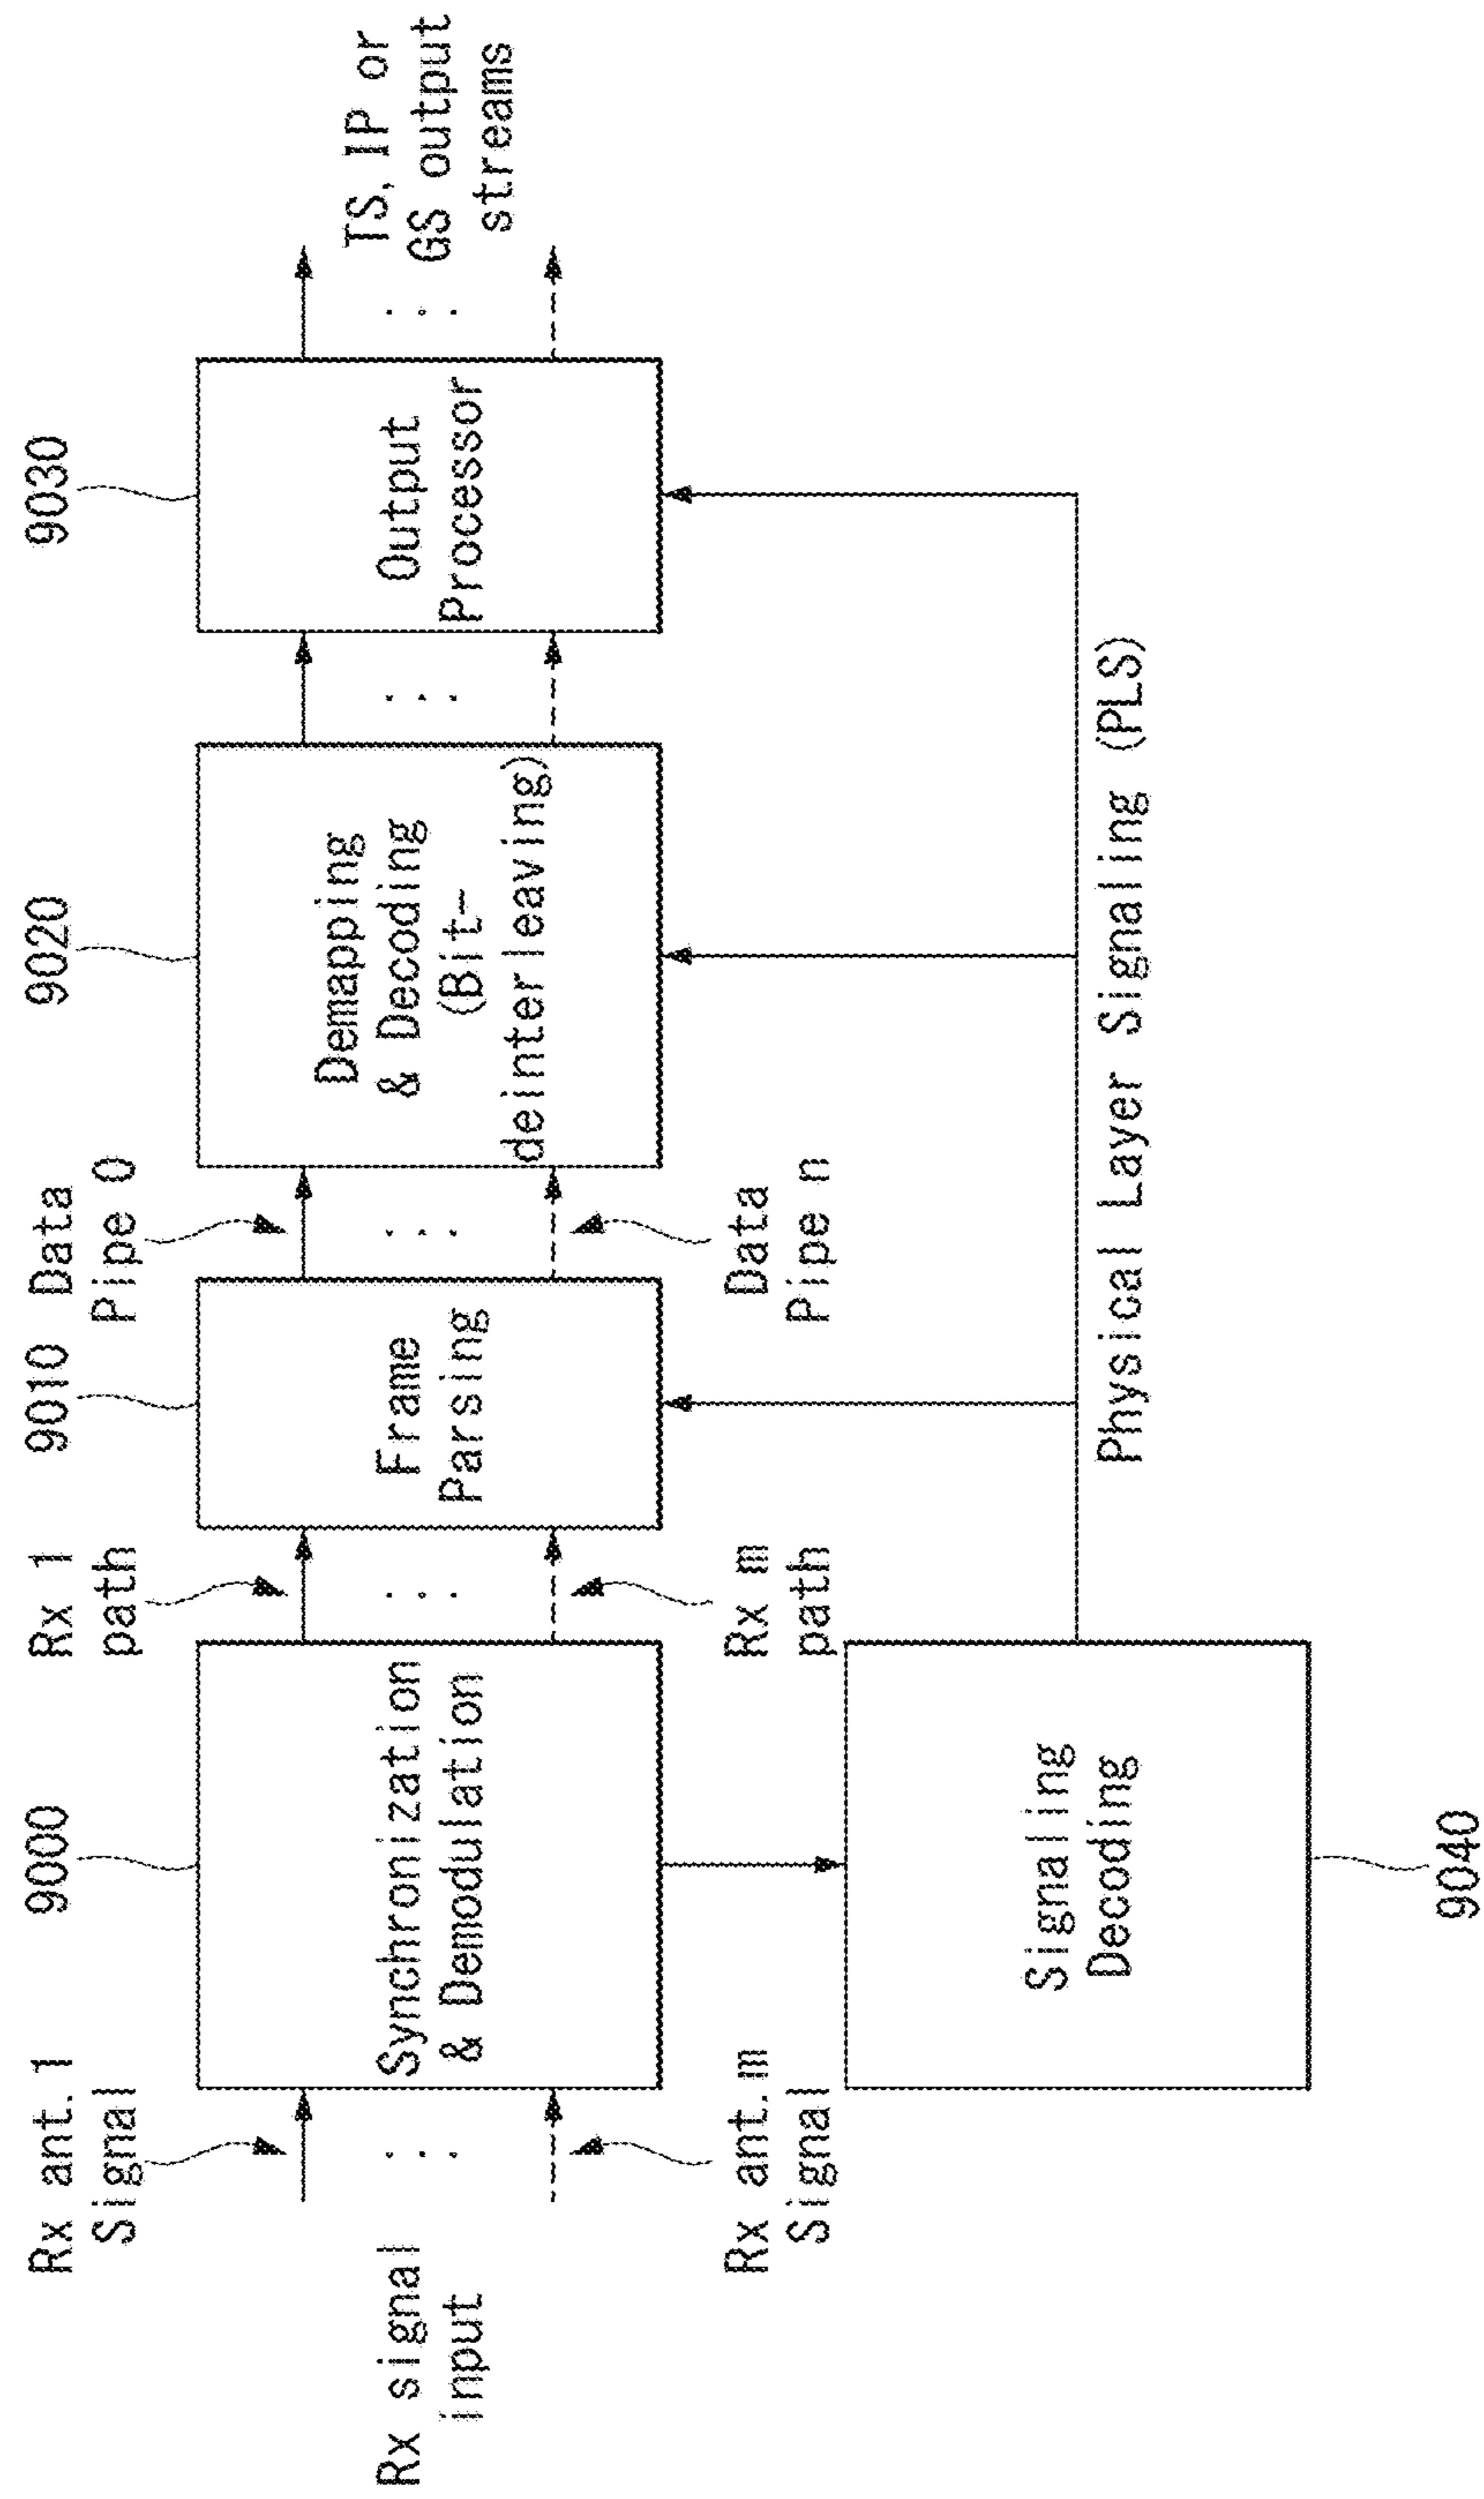 Rx signal
input
Rx ant.1
Signal
Rx ant.m
Signal
9000
Synchronization
& Demodulation
Rx 1
path
Rx m
path
9010
Frame
Parsing
Data
Pipe 0
Data
Pipe n
9020
Demapping
& Decoding
(Bit-
deinterleaving)
9030
Output
Processor
TS, IP or
GS output
streams
Signaling
Decoding
9040
Physical Layer Signaling (PLS)